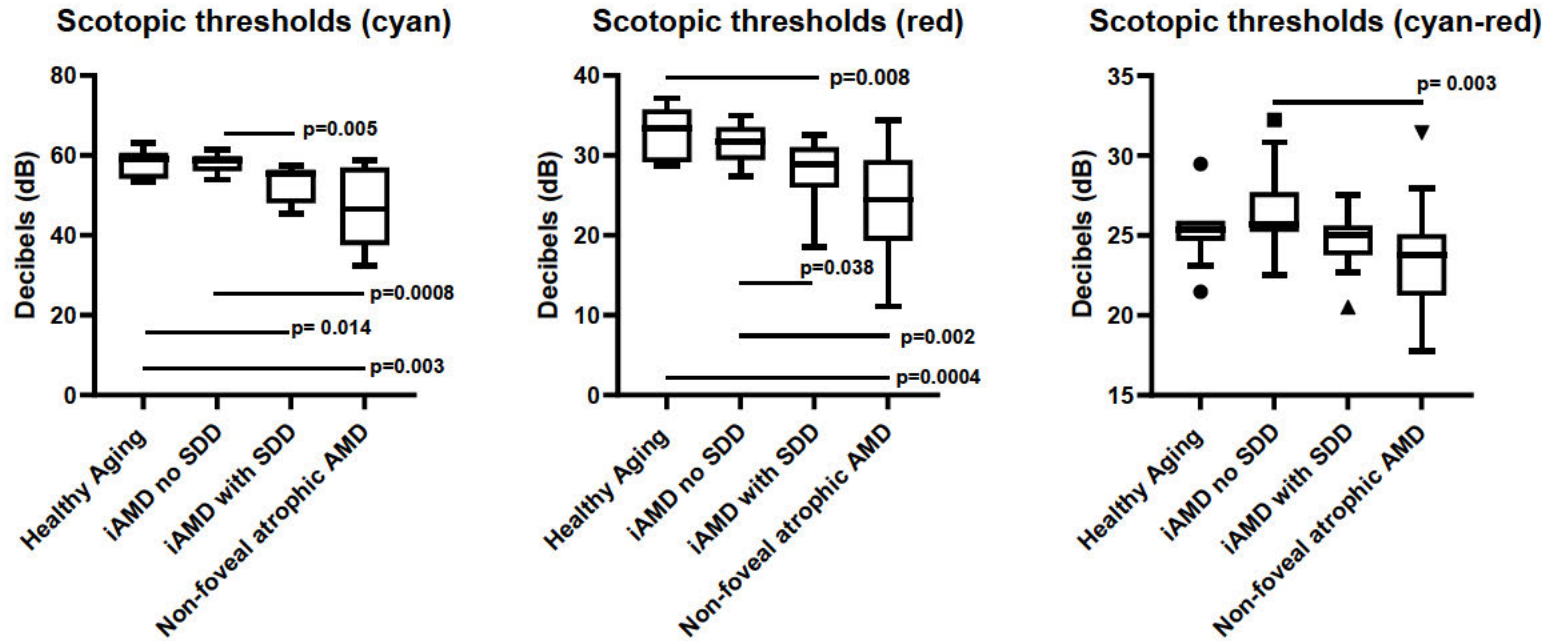 Scotopic thresholds (cyan)
Decibels (dB)
80
60
40
20
0
p=0.005
p=0.0008
p= 0.014
p=0.003
Healthy Aging
iAMD no SDD
iAMD with SDD
Non-foveal atrophic AMD
Scotopic thresholds (red)
Decibels (dB)
40
30
20
10
0
p=0.008
p=0.038
p=0.002
p=0.0004
Healthy Aging
iAMD no SDD
iAMD with SDD
Non-foveal atrophic AMD
Scotopic thresholds (cyan-red)
Decibels (dB)
35
30
25
20
15
p= 0.003
Healthy Aging
iAMD no SDD
iAMD with SDD
Non-foveal atrophic AMD